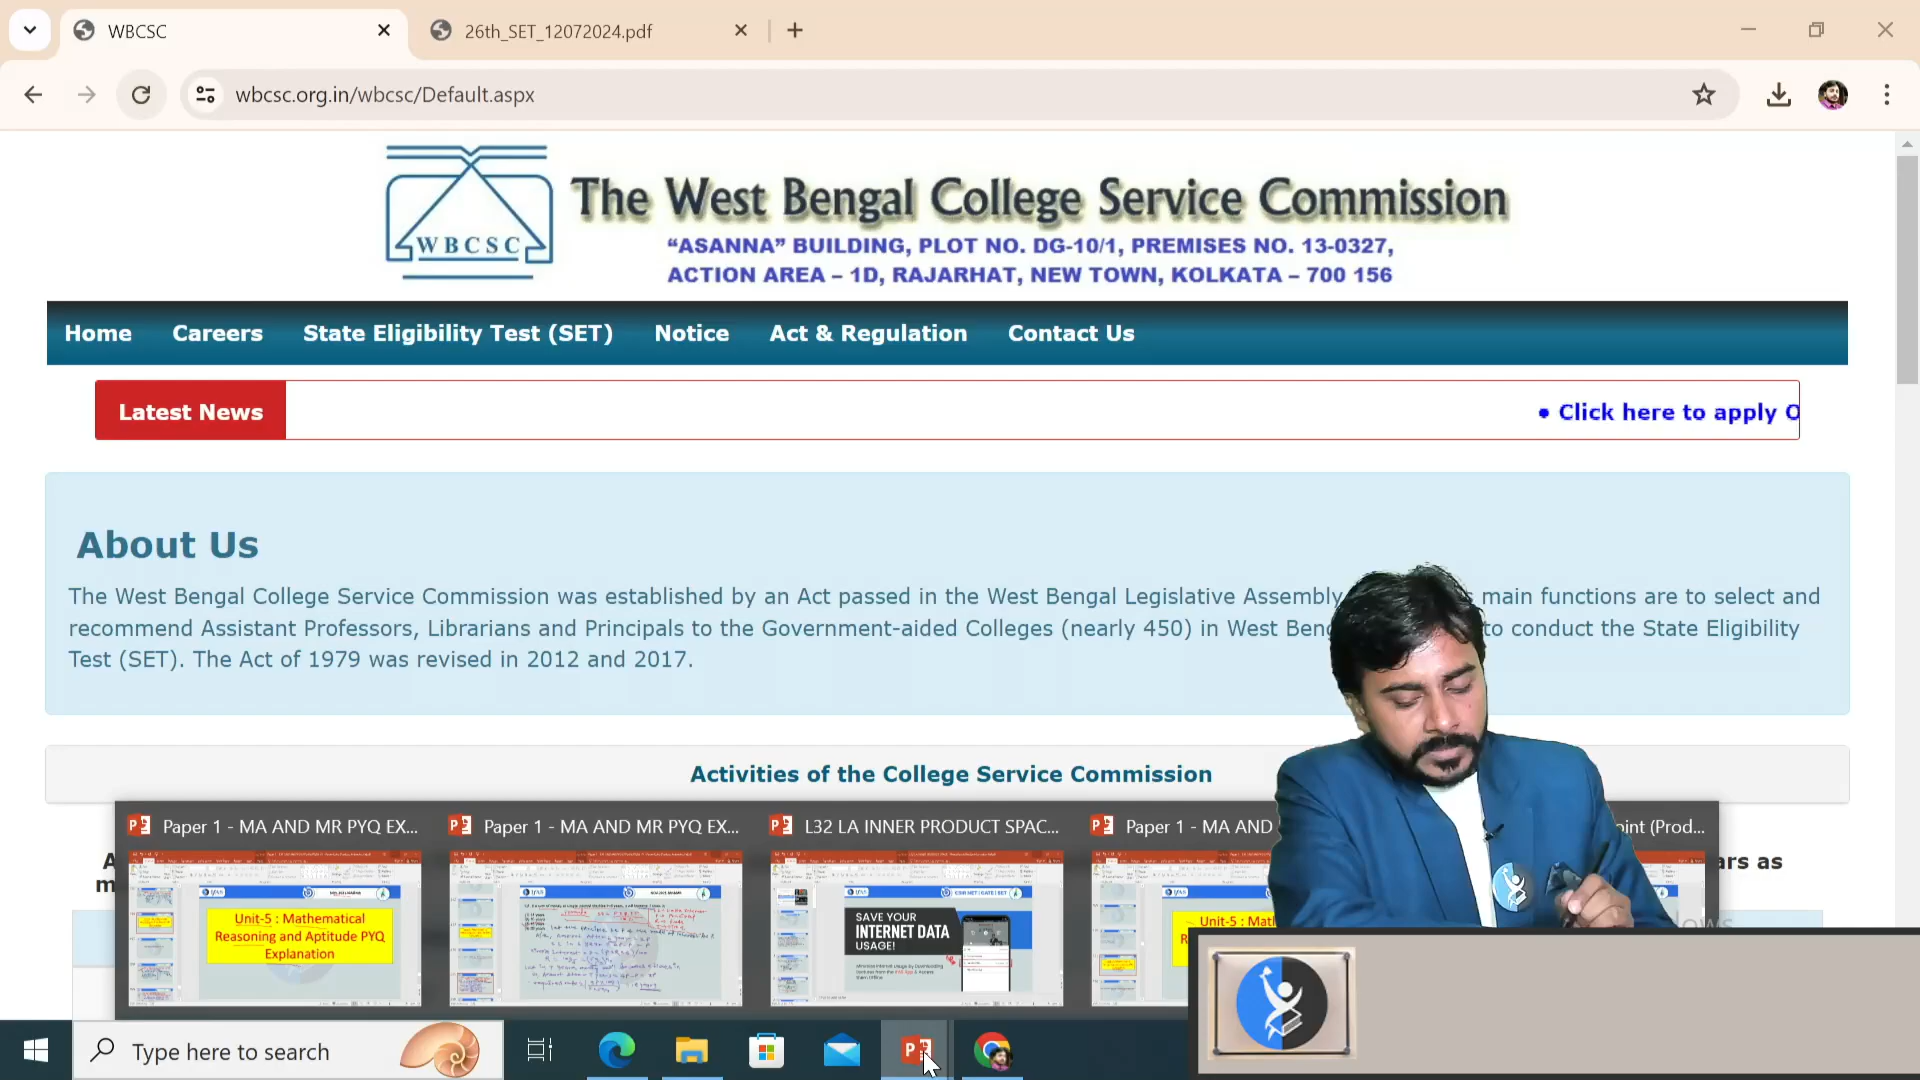 WBCSC
26th_SET_12072024.pdf
wbcsc.org.in/wbcsc/Default.aspx
WBCSC
The West Bengal College Service Commission
“ASANNA” BUILDING, PLOT NO. DG-10/1, PREMISES NO. 13-0327,
ACTION AREA – 1D, RAJARHAT, NEW TOWN, KOLKATA – 700 156
Home Careers State Eligibility Test (SET) Notice Act & Regulation Contact Us
Latest News
• Click here to apply O
About Us
The West Bengal College Service Commission was established by an Act passed in the West Bengal Legislative Assembly main functions are to select and
recommend Assistant Professors, Librarians and Principals to the Government-aided Colleges (nearly 450) in West Beng to conduct the State Eligibility
Test (SET). The Act of 1979 was revised in 2012 and 2017.
Activities of the College Service Commission
Paper 1 - MA AND MR PYQ EX...
Paper 1 - MA AND MR PYQ EX...
L32 LA INNER PRODUCT SPAC...
Paper 1 - MA AND
oint (Prod...
ars as
Unit-5 : Mathematical
Reasoning and Aptitude PYQ
Explanation
SAVE YOUR
INTERNET DATA
USAGE!
Unit-5 : Matl
Type here to search